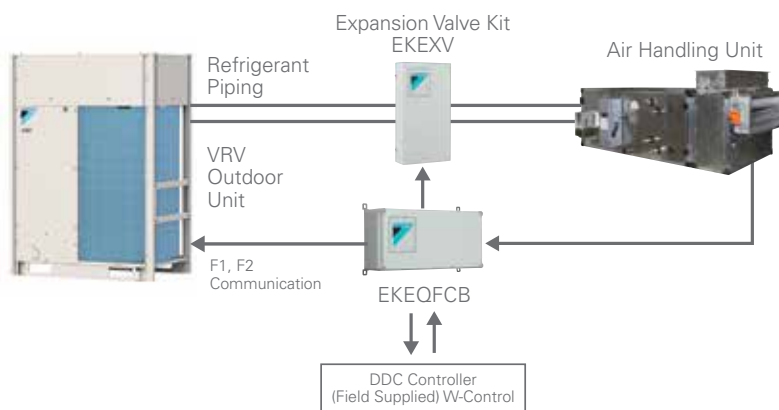 Expansion Valve Kit
EKEXV
Air Handling Unit
Refrigerant
Piping
VRV
Outdoor
Unit
F1, F2
Communication
EKEQFCB
DDC Controller
(Field Supplied) W-Control